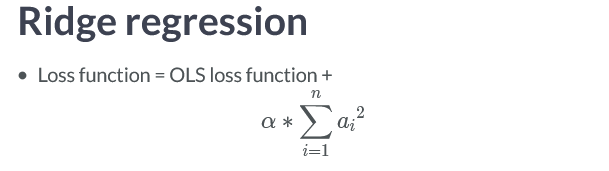 Ridge regression
• Loss function = OLS loss function +
n
α * ∑ aᵢ²
i=1